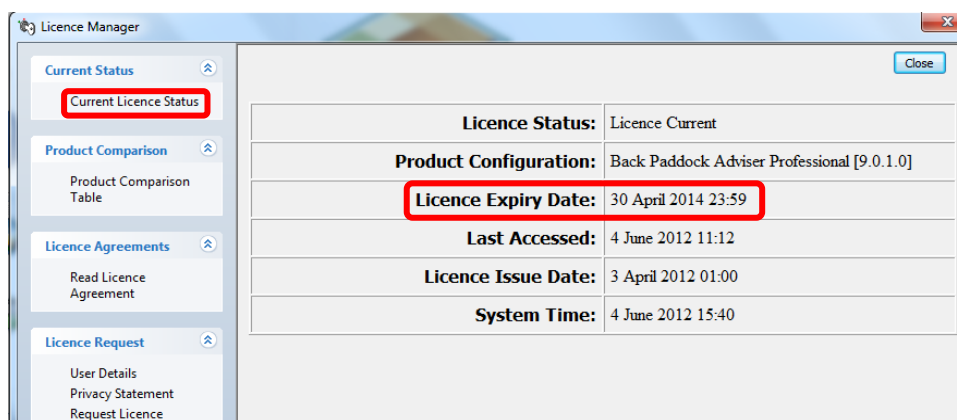 Licence Manager
Current Status
Current Licence Status
Product Comparison
Product Comparison
Table
Licence Agreements
Read Licence
Agreement
Licence Request
User Details
Privacy Statement
Request Licence
Close
Licence Status: Licence Current
Product Configuration: Back Paddock Adviser Professional [9.0.1.0]
Licence Expiry Date: 30 April 2014 23:59
Last Accessed: 4 June 2012 11:12
Licence Issue Date: 3 April 2012 01:00
System Time: 4 June 2012 15:40